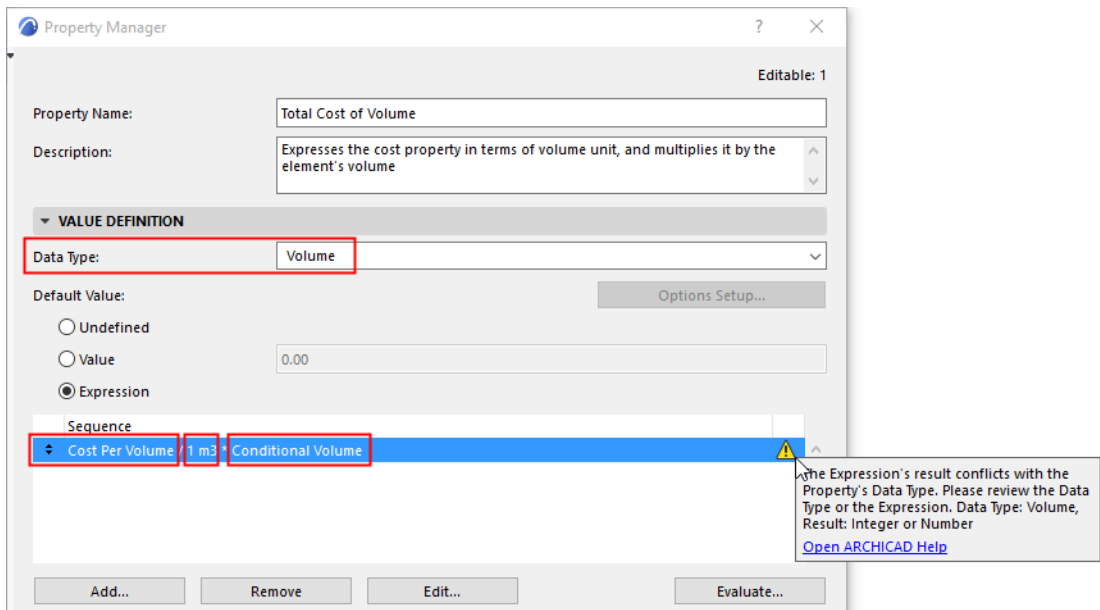 Property Manager
?
Editable: 1
Property Name:
Total Cost of Volume
Description:
Expresses the cost property in terms of volume unit, and multiplies it by the
element's volume
VALUE DEFINITION
Data Type:
Volume
Default Value:
Options Setup...
Undefined
Value
0.00
Expression
Sequence
Cost Per Volume / 1 m3 * Conditional Volume
The Expression's result conflicts with the
Property's Data Type. Please review the Data
Type or the Expression. Data Type: Volume,
Result: Integer or Number
Open ARCHICAD Help
Add...
Remove
Edit...
Evaluate...